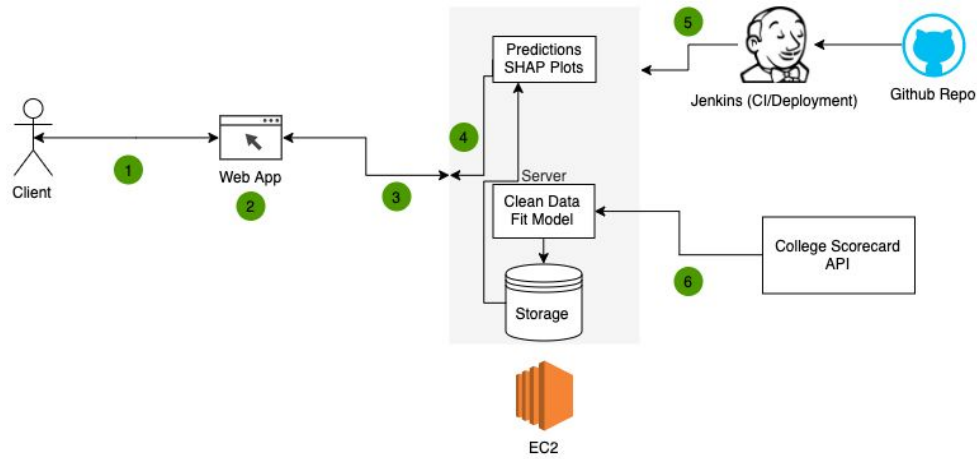 Predictions
SHAP Plots
5
Jenkins (CI/Deployment)
Github Repo
4
Client
1
Web App
2
3
Server
Clean Data
Fit Model
Storage
College Scorecard
API
6
EC2